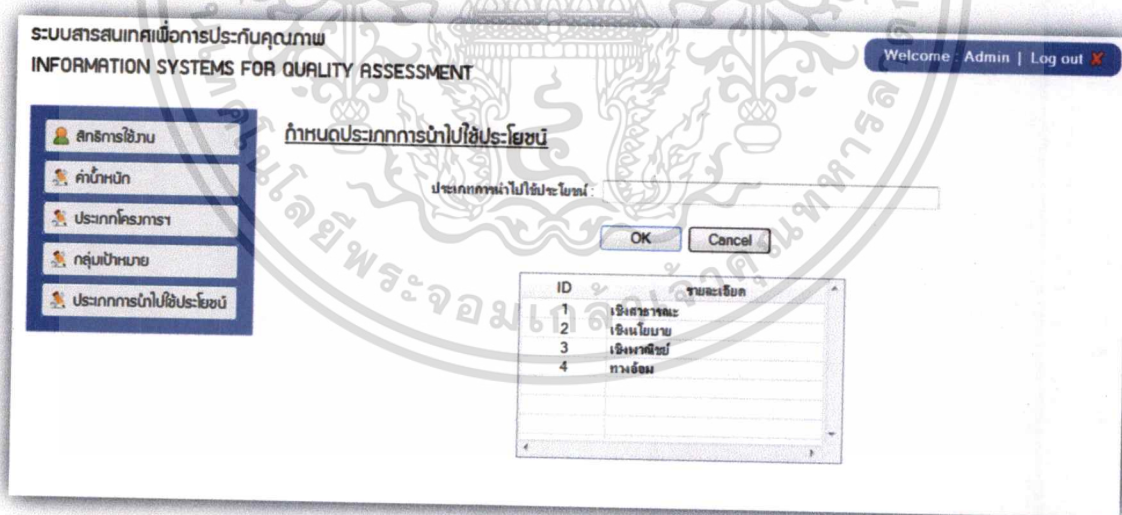 ระบบสารสนเทศเพื่อการประกันคุณภาพ
INFORMATION SYSTEMS FOR QUALITY ASSESSMENT
Welcome : Admin | Log out
สิทธิการใช้งาน
ค่าน้ำหนัก
ประเภทโครงการฯ
กลุ่มเป้าหมาย
ประเภทการนำไปใช้ประโยชน์
กำหนดประเภทการนำไปใช้ประโยชน์
ประเภทการนำไปใช้ประโยชน์ :
OK Cancel
ID รายละเอียด
1 เชิงสาธารณะ
2 เชิงนโยบาย
3 เชิงพาณิชย์
4 ทางอ้อม